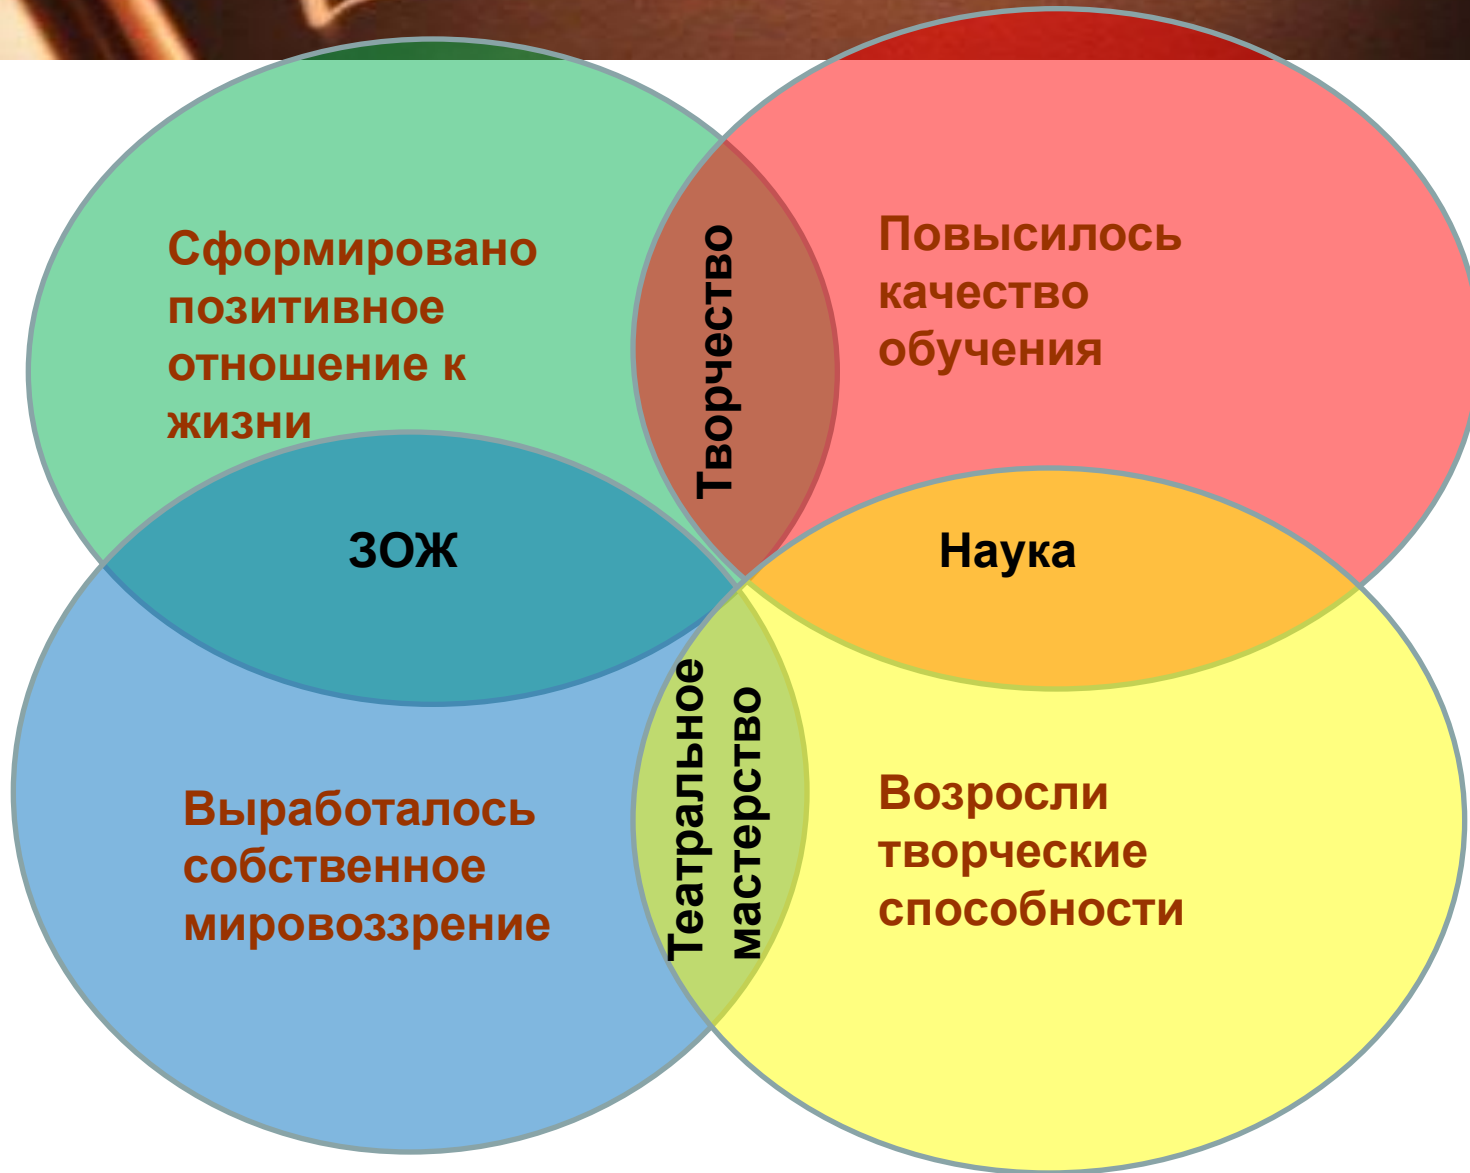 Сформировано
позитивное
отношение к
жизни
Творчество
Повысилось
качество
обучения
ЗОЖ
Наука
Выработалось
собственное
мировоззрение
Театральное
мастерство
Возросли
творческие
способности